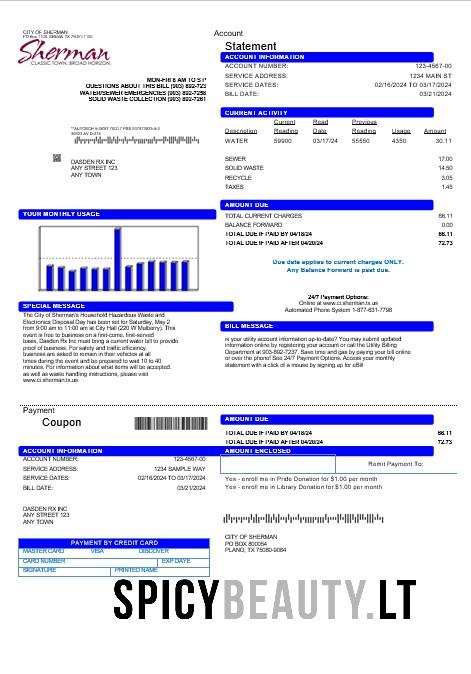 CITY OF SHERMAN
Sherman
CLASSIC TOWN. BROAD HORIZON.
MON-FRI 8 AM TO 5 P
QUESTIONS ABOUT THIS BILL (903) 892-723
WATER/SEWER EMERGENCIES (903) 892-7258
SOLID WASTE COLLECTION (903) 892-7261
DASDEN RX INC
ANY STREET 123
ANY TOWN
Account
Statement
ACCOUNT INFORMATION
ACCOUNT NUMBER: 123-4567-00
SERVICE ADDRESS: 1234 MAIN ST
SERVICE DATES: 02/16/2024 TO 03/17/2024
BILL DATE: 03/21/2024
CURRENT ACTIVITY
Current Read Previous
Description Reading Date Reading Usage Amount
WATER 59900 03/17/24 55550 4350 30.11
SEWER 17.00
SOLID WASTE 14.50
RECYCLE 3.05
TAXES 1.45
AMOUNT DUE
TOTAL CURRENT CHARGES 66.11
BALANCE FORWARD 0.00
TOTAL DUE IF PAID BY 04/18/24 66.11
TOTAL DUE IF PAID AFTER 04/20/24 72.73
Due date applies to current charges ONLY.
Any Balance Forward is past due.
24/7 Payment Options:
Online at www.ci.sherman.tx.us
Automated Phone System 1-877-631-7798
YOUR MONTHLY USAGE
SPECIAL MESSAGE
The City of Sherman's Household Hazardous Waste and
Electronics Disposal Day has been set for Saturday, May 2
from 9:00 am to 11:00 am at City Hall (220 W Mulberry). This
event is free to businesses on a first-come, first-served
basis, Dasden Rx Inc must bring a current water bill to provide
proof of business. For safety and traffic efficiency,
business are asked to remain in their vehicles at all
times during the event and be prepared to wait 10 to 40
minutes. For information about what items will be accepted,
as well as waste handling instructions, please visit
www.ci.sherman.tx.us
BILL MESSAGE
is your utility account information up-to-date? You may submit updated
information online by registering your account or call the Utility Billing
Department at 903-892-7237. Save time and gas by paying your bill online
or over the phone! See 24/7 Payment Options. Access your monthly
statement with a click of a mouse by signing up for eBill
Payment
Coupon
ACCOUNT INFORMATION
ACCOUNT NUMBER: 123-4567-00
SERVICE ADDRESS: 1234 SAMPLE WAY
SERVICE DATES: 02/16/2024 TO 03/17/2024
BILL DATE: 03/21/2024
DASDEN RX INC
ANY STREET 123
ANY TOWN
PAYMENT BY CREDIT CARD
MASTER CARD VISA DISCOVER
CARD NUMBER EXP DATE
SIGNATURE PRINTED NAME
AMOUNT DUE
TOTAL DUE IF PAID BY 04/18/24 66.11
TOTAL DUE IF PAID AFTER 04/20/24 72.73
AMOUNT ENCLOSED
Remit Payment To:
Yes - enroll me in Pride Donation for $1.00 per month
Yes - enroll me in Library Donation for $1.00 per month
CITY OF SHERMAN
PO BOX 800054
PLANO, TX 75080-9084
SPICYBEAUTY.LT